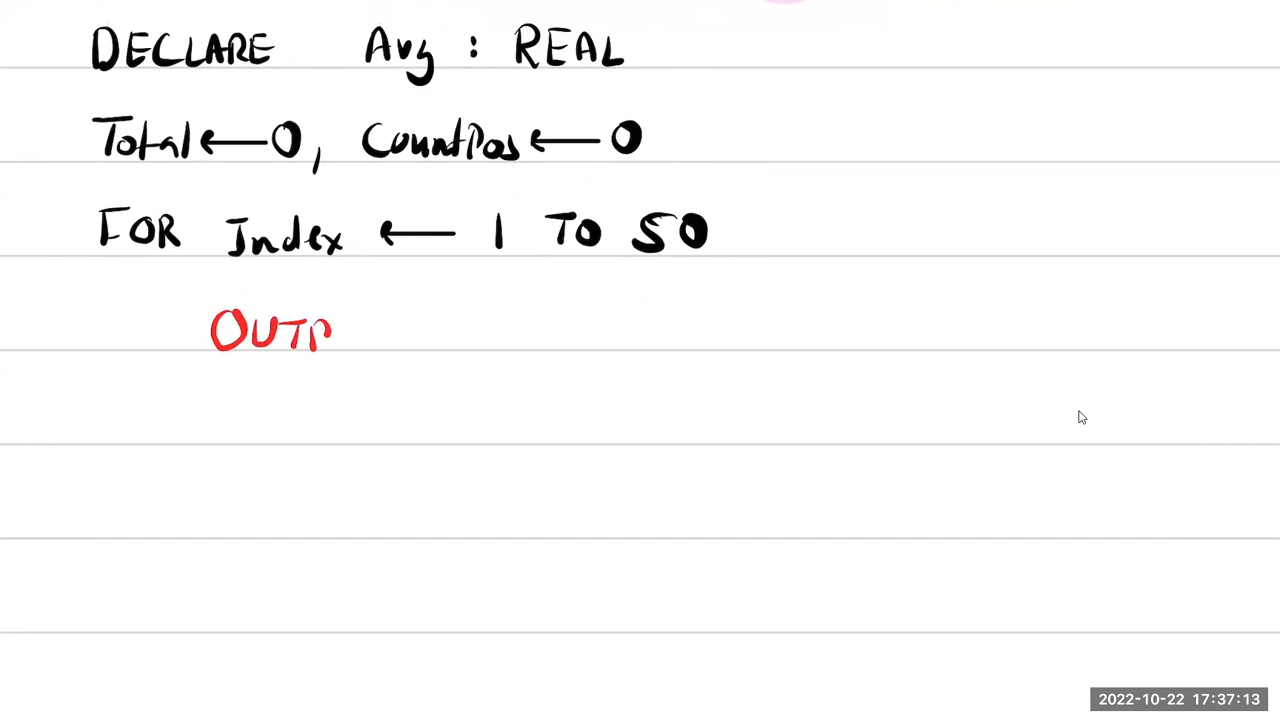 DECLARE Avg : REAL
Total ← 0, CountPos ← 0
FOR Index ← 1 TO 50
OUTP
2022-10-22 17:37:13